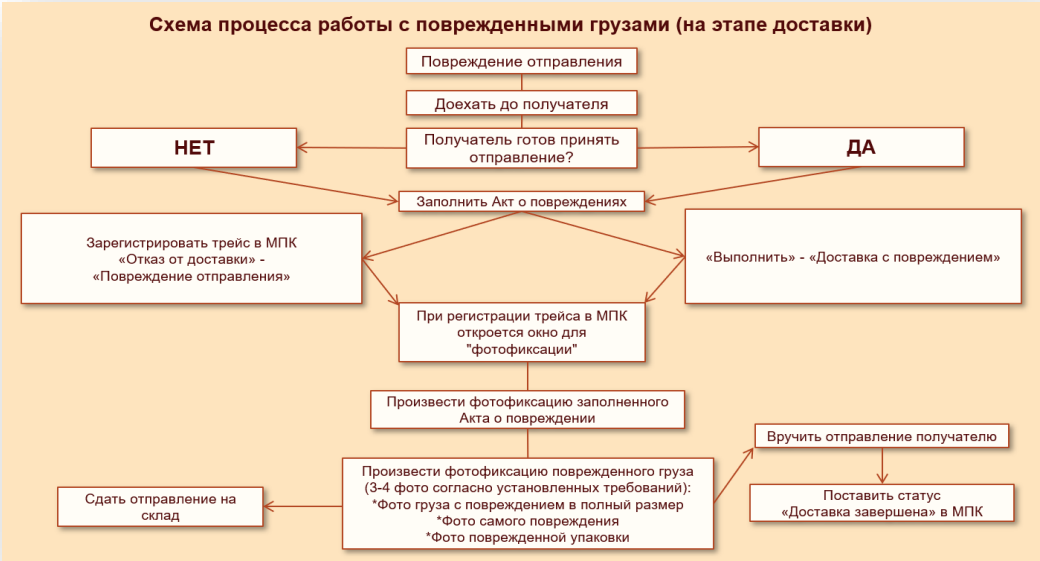 Схема процесса работы с поврежденными грузами (на этапе доставки)
Повреждение отправления
Доехать до получателя
Получатель готов принять
отправление?
НЕТ
ДА
Заполнить Акт о повреждениях
Зарегистрировать трейс в МПК
«Отказ от доставки» -
«Повреждение отправления»
«Выполнить» - «Доставка с повреждением»
При регистрации трейса в МПК
откроется окно для
"фотофиксации"
Произвести фотофиксацию заполненного
Акта о повреждении
Произвести фотофиксацию поврежденного груза
(3-4 фото согласно установленных требований):
*Фото груза с повреждением в полный размер
*Фото самого повреждения
*Фото поврежденной упаковки
Сдать отправление на
склад
Вручить отправление получателю
Поставить статус
«Доставка завершена» в МПК